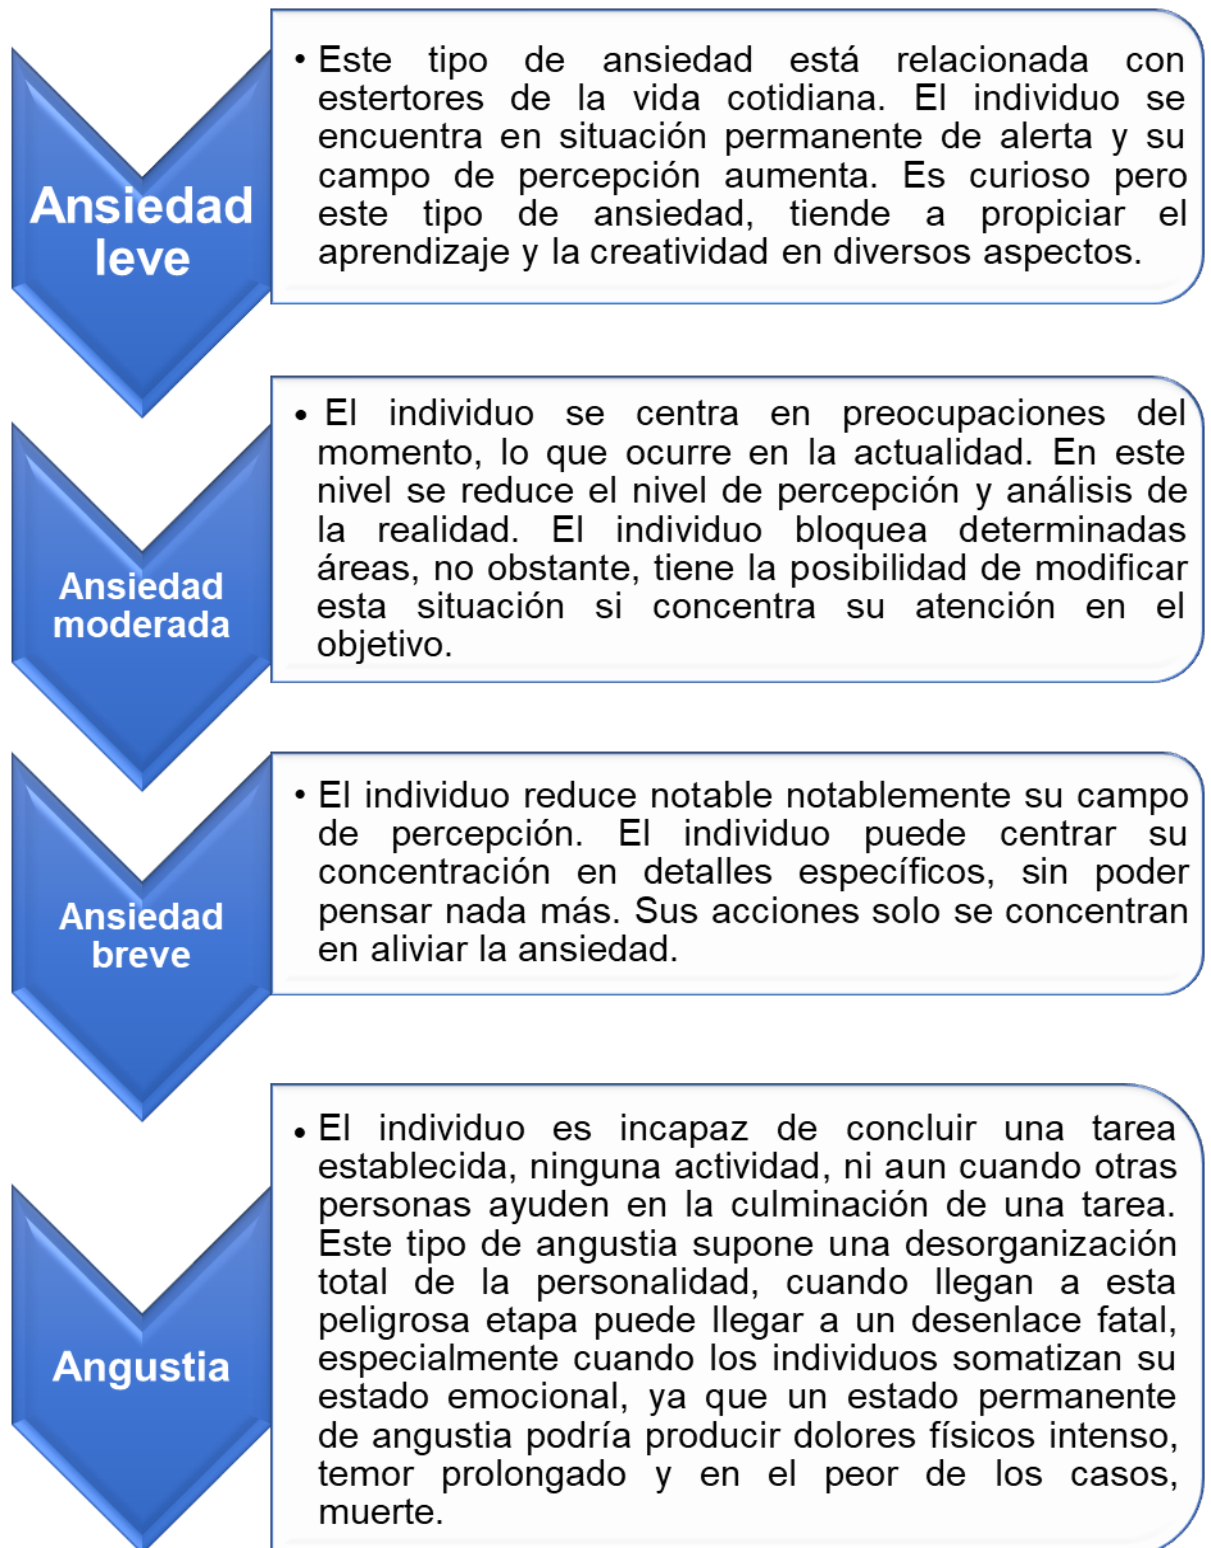 Ansiedad
leve
• Este tipo de ansiedad está relacionada con
estertores de la vida cotidiana. El individuo se
encuentra en situación permanente de alerta y su
campo de percepción aumenta. Es curioso pero
este tipo de ansiedad, tiende a propiciar el
aprendizaje y la creatividad en diversos aspectos.
Ansiedad
moderada
• El individuo se centra en preocupaciones del
momento, lo que ocurre en la actualidad. En este
nivel se reduce el nivel de percepción y análisis de
la realidad. El individuo bloquea determinadas
áreas, no obstante, tiene la posibilidad de modificar
esta situación si concentra su atención en el
objetivo.
Ansiedad
breve
• El individuo reduce notable notablemente su campo
de percepción. El individuo puede centrar su
concentración en detalles específicos, sin poder
pensar nada más. Sus acciones solo se concentran
en aliviar la ansiedad.
Angustia
• El individuo es incapaz de concluir una tarea
establecida, ninguna actividad, ni aun cuando otras
personas ayuden en la culminación de una tarea.
Este tipo de angustia supone una desorganización
total de la personalidad, cuando llegan a esta
peligrosa etapa puede llegar a un desenlace fatal,
especialmente cuando los individuos somatizan su
estado emocional, ya que un estado permanente
de angustia podría producir dolores físicos intenso,
temor prolongado y en el peor de los casos,
muerte.